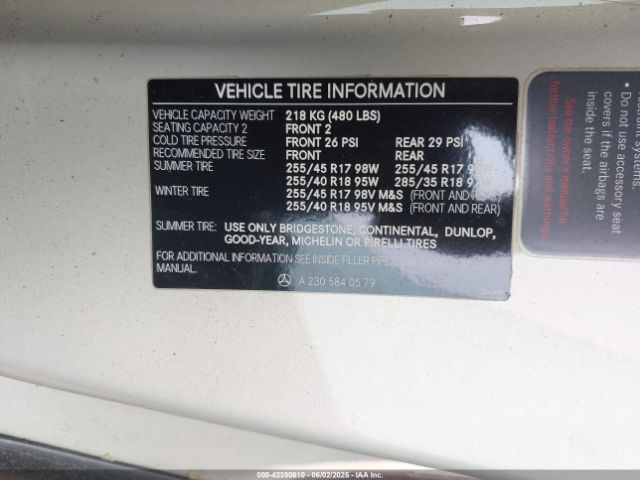 VEHICLE TIRE INFORMATION
VEHICLE CAPACITY WEIGHT 218 KG (480 LBS)
SEATING CAPACITY 2 FRONT 2
COLD TIRE PRESSURE FRONT 26 PSI REAR 29 PSI
RECOMMENDED TIRE SIZE FRONT REAR
SUMMER TIRE 255/45 R17 98W 255/45 R17
255/40 R18 95W 285/35 R18
WINTER TIRE 255/45 R17 98V M&S (FRONT AND REAR)
255/40 R18 95V M&S (FRONT AND REAR)
SUMMER TIRE: USE ONLY BRIDGESTONE, CONTINENTAL, DUNLOP,
GOOD-YEAR, MICHELIN OR PIRELLI TIRES
FOR ADDITIONAL INFORMATION SEE INSIDE FILLER
MANUAL.
A 230 584 05 79
• Do not use accessory seat
covers if the airbags are
inside the seat.
See the owner's manual for
further instructions and warnings
000-42390610 - 06/02/2025 - IAA Inc.